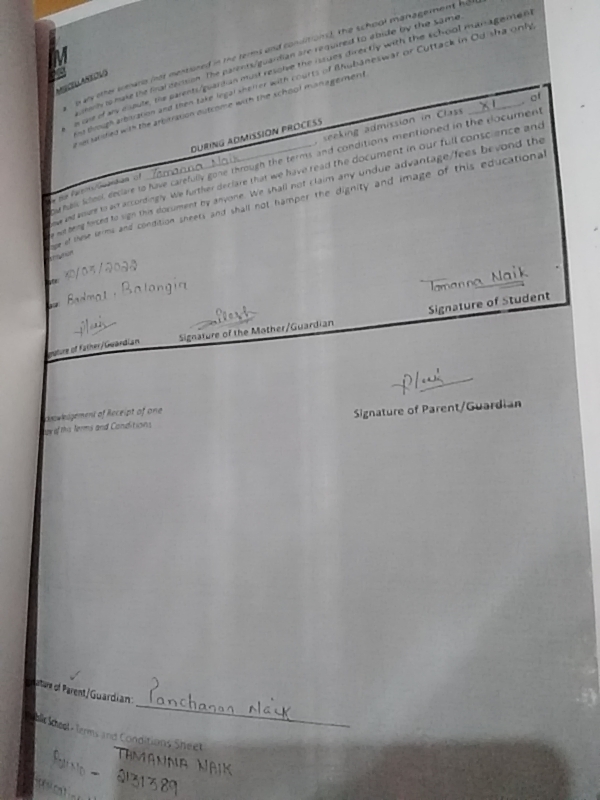 M
MISCELLANEOUS
a. In any other scenario (not mentioned in the terms and conditions), the school management
authority to make the final decision. The parents/guardian are required to abide by the same.
b. In case of any dispute, the parents/guardian must resolve the issues directly with the school management
first through arbitration and then take legal shelter with courts of Bhubaneswar or Cuttack in Odisha only,
if not satisfied with the arbitration outcome with the school management.
DURING ADMISSION PROCESS
Parents/Guardian of Tamanna Naik, seeking admission in Class XI of
Public School, declare to have carefully gone through the terms and conditions mentioned in the document
and assure to act accordingly. We further declare that we have read the document in our full conscience and
not being forced to sign this document by anyone. We shall not claim any undue advantage/fees beyond the
of these terms and condition sheets and shall not hamper the dignity and image of this educational
/05/2022
Badmal, Balangir
Tamanna Naik
Signature of Father/Guardian
Signature of the Mother/Guardian
Signature of Student
Acknowledgement of Receipt of one
of this Terms and Conditions
Signature of Parent/Guardian
Signature of Parent/Guardian: Panchanan Naik
Public School - Terms and Conditions Sheet
TAMANNA NAIK
Roll No - 2131389